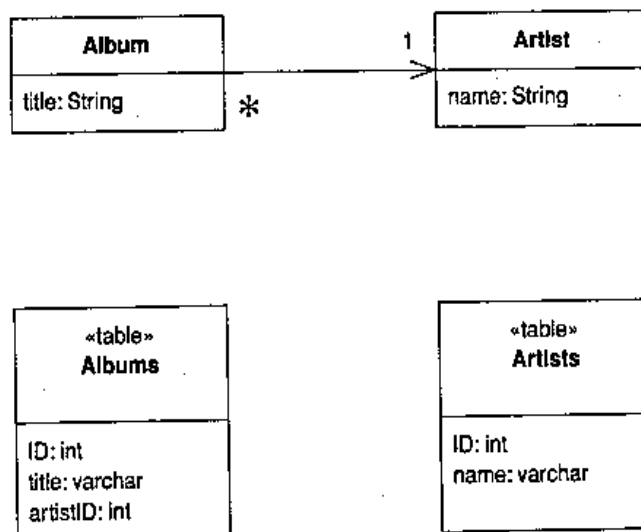 Album
title: String
*
1
Artist
name: String
«table»
Albums
ID: int
title: varchar
artistID: int
«table»
Artists
ID: int
name: varchar